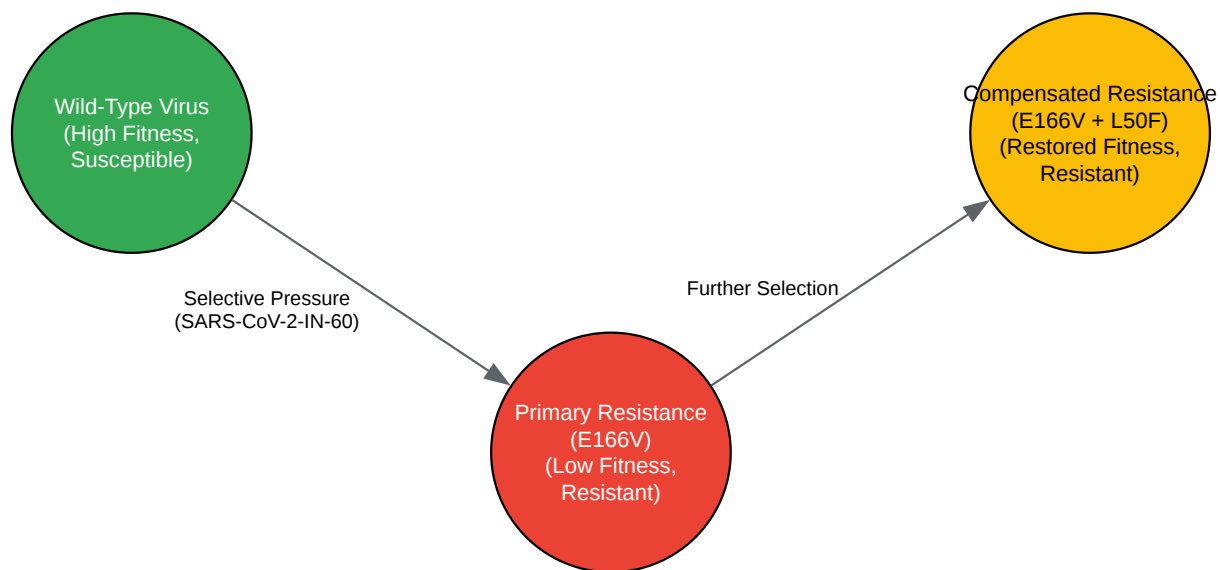 Wild-Type Virus
(High Fitness,
Susceptible)
Compensated Resistance
(E166V + L50F)
(Restored Fitness,
Resistant)
Selective Pressure
(SARS-CoV-2-IN-60)
Further Selection
Primary Resistance
(E166V)
(Low Fitness,
Resistant)